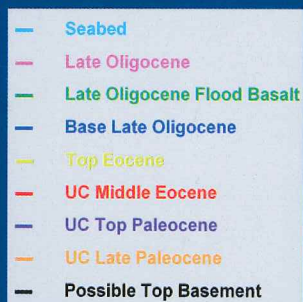 Seabed
Late Oligocene
Late Oligocene Flood Basalt
Base Late Oligocene
Top Eocene
UC Middle Eocene
UC Top Paleocene
UC Late Paleocene
Possible Top Basement